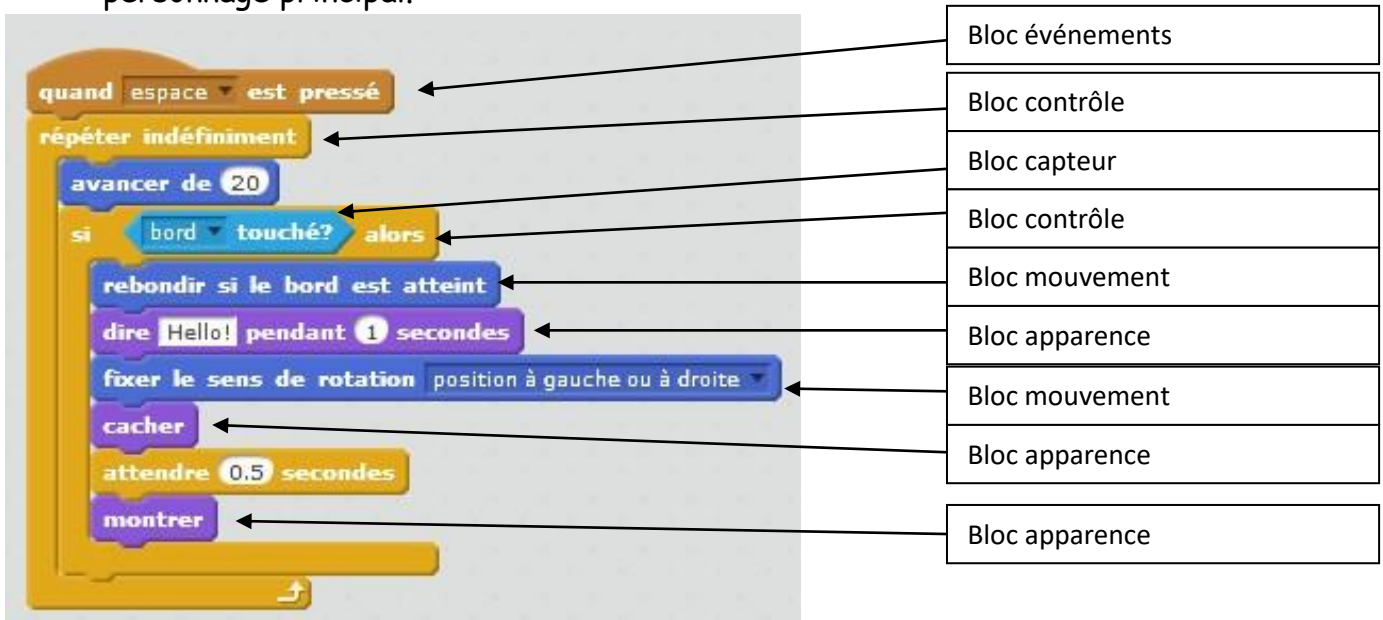 personnage principal.
quand espace est pressé
répéter indéfiniment
avancer de 20
si bord touché? alors
rebondir si le bord est atteint
dire Hello! pendant 1 secondes
fixer le sens de rotation position à gauche ou à droite
cacher
attendre 0.5 secondes
montrer
Bloc événements
Bloc contrôle
Bloc capteur
Bloc contrôle
Bloc mouvement
Bloc apparence
Bloc mouvement
Bloc apparence
Bloc apparence